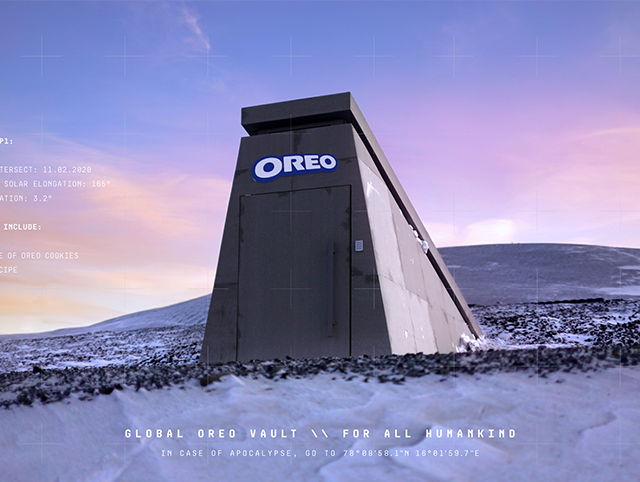 P1:
TERSECT: 11.02.2020
SOLAR ELONGATION: 165°
ATION: 3.2"
INCLUDE:
E OF OREO COOKIES
CIPE
OREO
GLOBAL OREO VAULT \\ FOR ALL HUMANKIND
IN CASE OF APOCALYPSE, GO TO 78°08'58.1"N 16°01'59.7"E